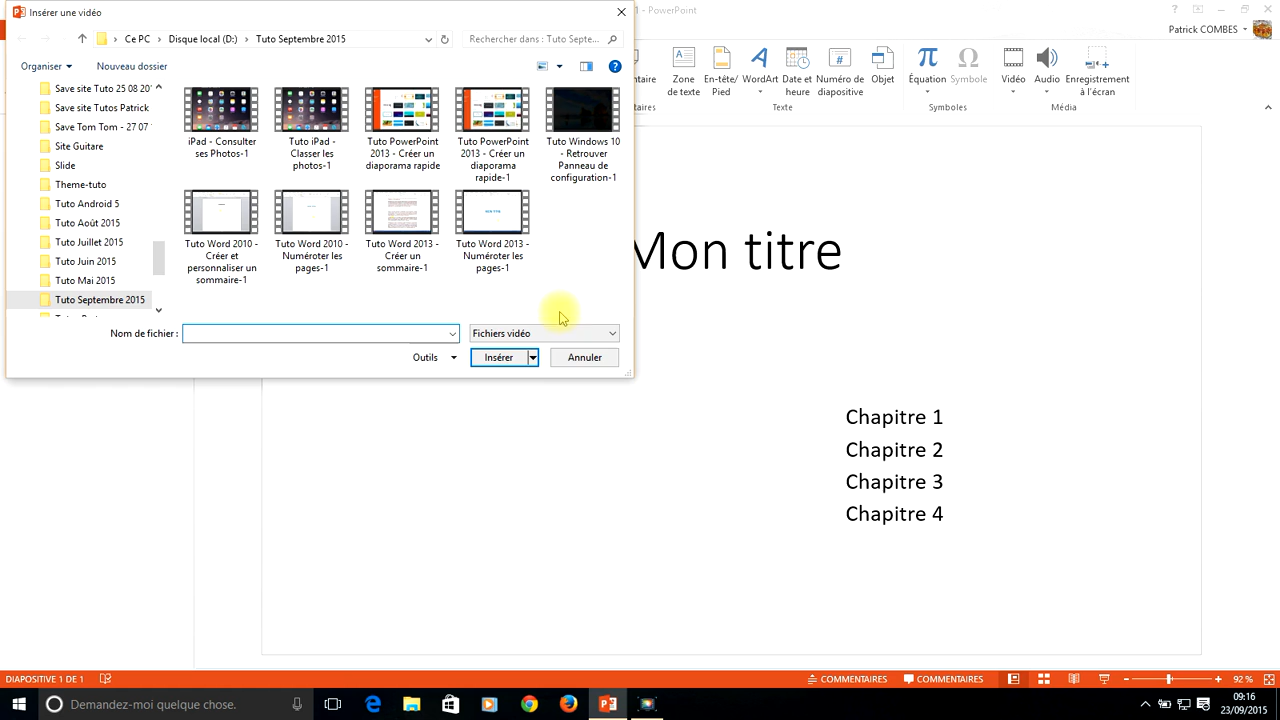 Insérer une vidéo
1 - PowerPoint
Ce PC
Disque local (D:)
Tuto Septembre 2015
Rechercher dans : Tuto Septe...
Patrick COMBES
Organiser
Nouveau dossier
Save site Tuto 25 08 20
Save site Tutos Patrick
Save Tom Tom - 27 07
Site Guitare
Slide
Theme-tuto
Tuto Android 5
Tuto Août 2015
Tuto Juillet 2015
Tuto Juin 2015
Tuto Mai 2015
Tuto Septembre 2015
iPad - Consulter
ses Photos-1
Tuto iPad -
Classer les
photos-1
Tuto PowerPoint
2013 - Créer un
diaporama rapide
Tuto PowerPoint
2013 - Créer un
diaporama
rapide-1
Tuto Windows 10
- Retrouver
Panneau de
configuration-1
Tuto Word 2010 -
Créer et
personnaliser un
sommaire-1
Tuto Word 2010 -
Numéroter les
pages-1
Tuto Word 2013 -
Créer un
sommaire-1
Tuto Word 2013 -
Numéroter les
pages-1
Nom de fichier :
Fichiers vidéo
Outils
Insérer
Annuler
ntaire
Zone
de texte
En-tête/
Pied
WordArt
Date et
heure
Numéro de
diapositive
Objet
Équation
Symbole
Vidéo
Audio
Enregistrement
à l'écran
taires
Texte
Symboles
Média
Mon titre
Chapitre 1
Chapitre 2
Chapitre 3
Chapitre 4
DIAPOSITIVE 1 DE 1
COMMENTAIRES
COMMENTAIRES
92 %
Demandez-moi quelque chose.
09:16
23/09/2015